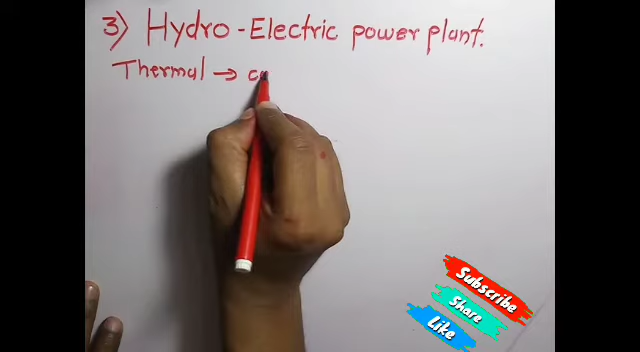 3) Hydro-Electric power plant.
Thermal → c
Subscribe
Share
Like